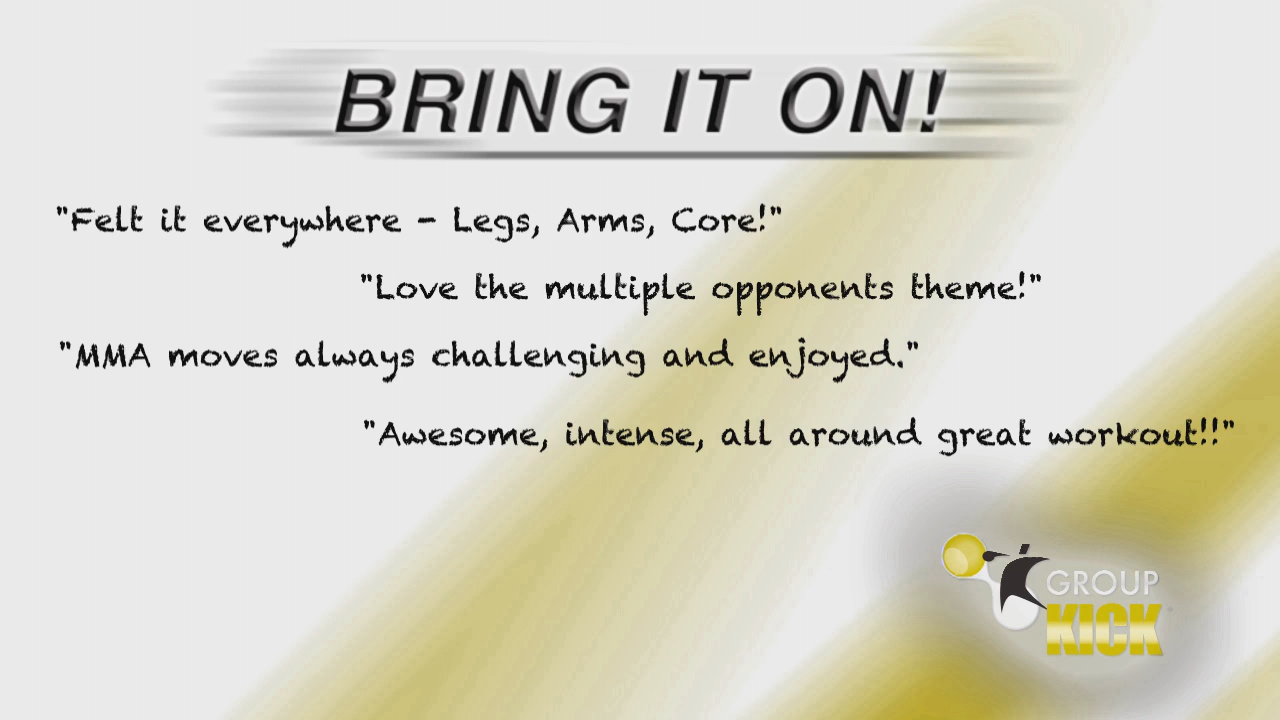 BRING IT ON!
"Felt it everywhere - Legs, Arms, Core!"
"Love the multiple opponents theme!"
"MMA moves always challenging and enjoyed."
"Awesome, intense, all around great workout!!"
GROUP
KICK